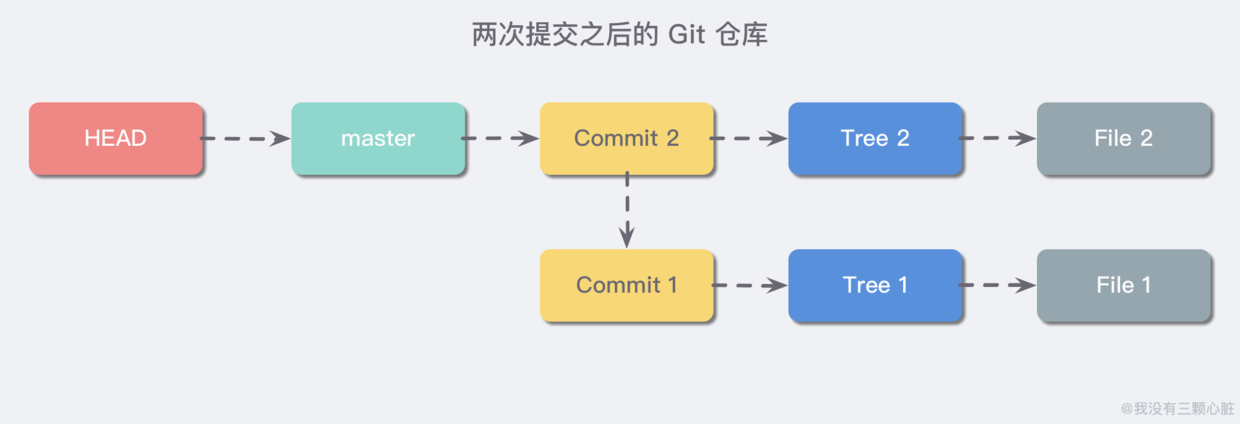 两次提交之后的 Git 仓库
HEAD
master
Commit 2
Tree 2
File 2
Commit 1
Tree 1
File 1
@我没有三颗心脏